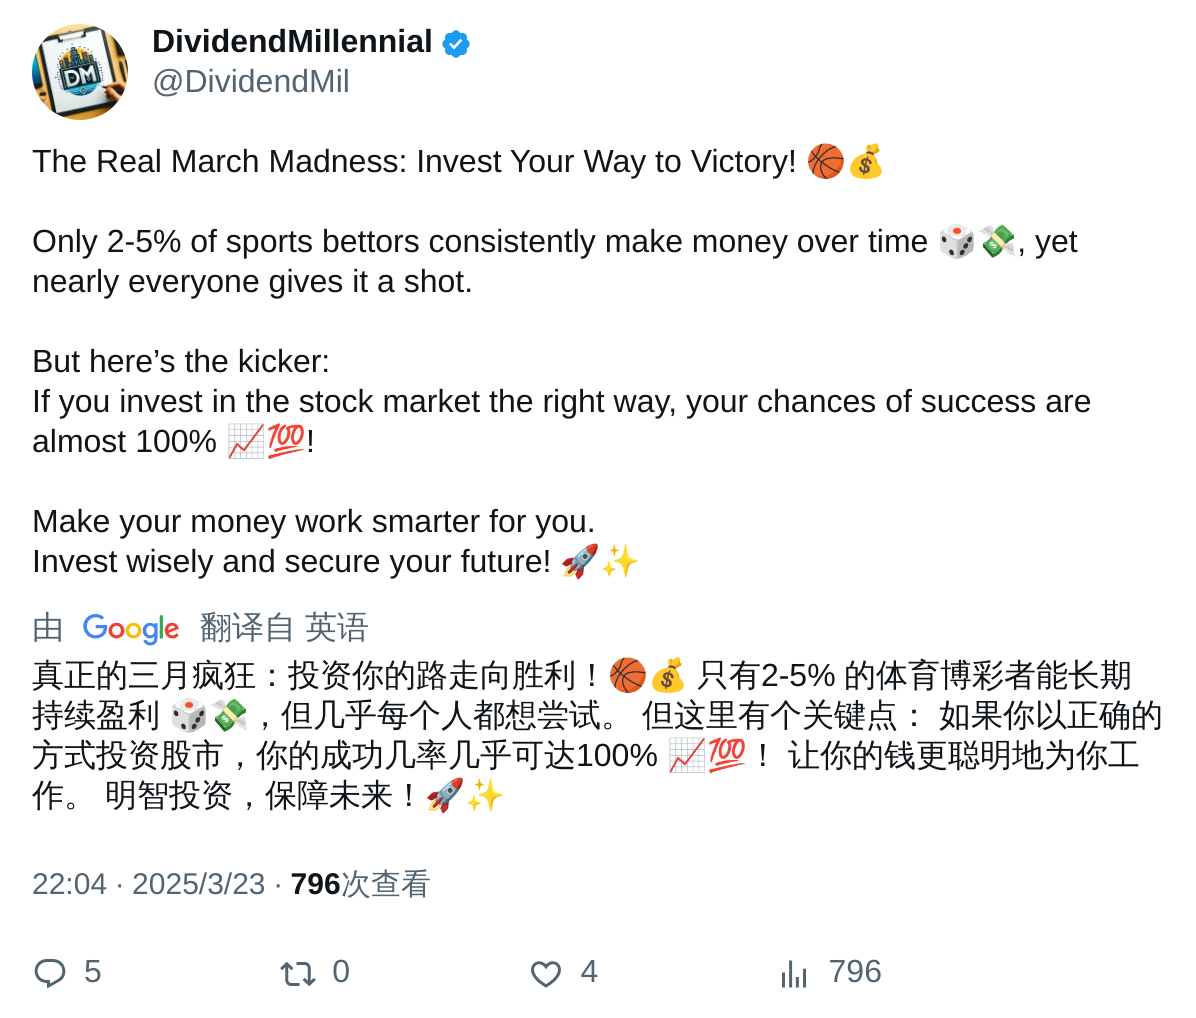 DM
DividendMillennial
@DividendMil
The Real March Madness: Invest Your Way to Victory! 🏀💰
Only 2-5% of sports bettors consistently make money over time 🎲💸, yet
nearly everyone gives it a shot.
But here’s the kicker:
If you invest in the stock market the right way, your chances of success are
almost 100% 📈💯!
Make your money work smarter for you.
Invest wisely and secure your future! 🚀✨
由 Google 翻译自 英语
真正的三月疯狂：投资你的路走向胜利！🏀💰 只有2-5% 的体育博彩者能长期
持续盈利 🎲💸，但几乎每个人都想尝试。 但这里有个关键点： 如果你以正确的
方式投资股市，你的成功几率几乎可达100% 📈💯！ 让你的钱更聪明地为你工
作。 明智投资，保障未来！🚀✨
22:04 · 2025/3/23 · 796次查看
5 0 4 796